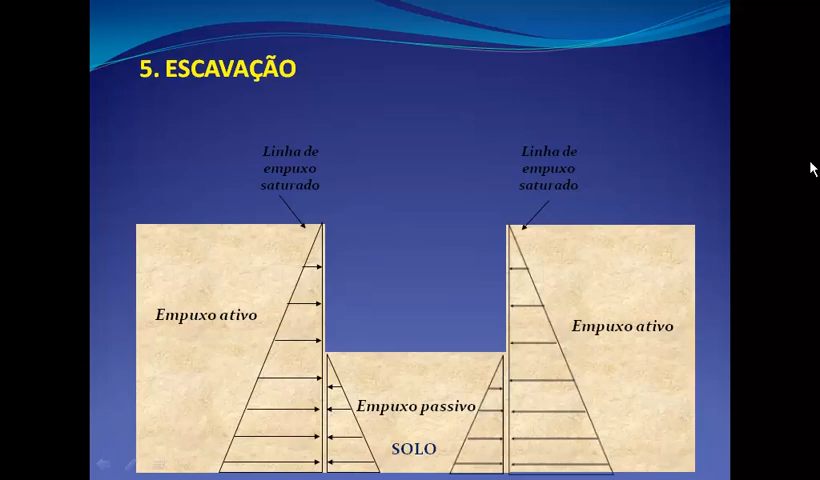 5. ESCAVAÇÃO
Linha de
empuxo
saturado
Linha de
empuxo
saturado
Empuxo ativo
Empuxo ativo
Empuxo passivo
SOLO